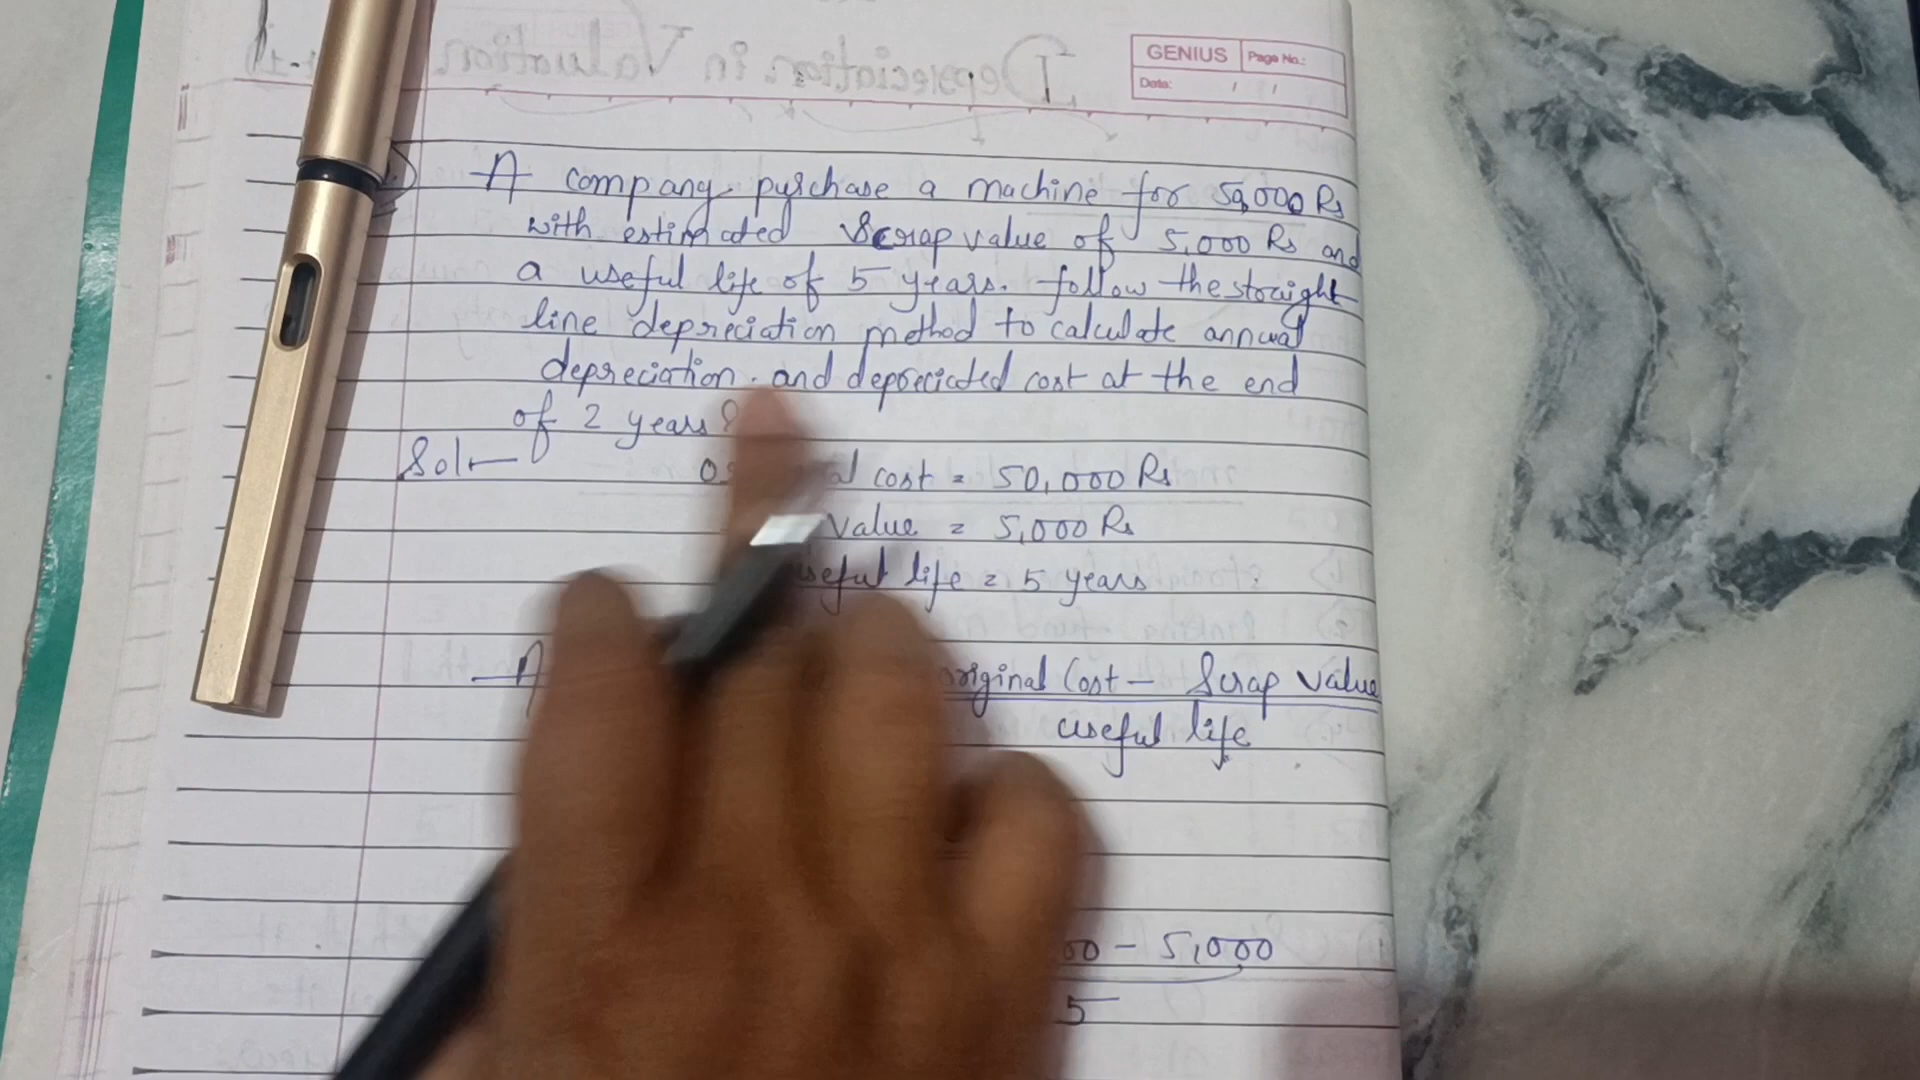 GENIUS Page No.:
Date: / /
A company purchase a machine for 50,000 Rs
with estimated Scrap value of 5,000 Rs and
a useful life of 5 years. follow the straight
line depreciation method to calculate annual
depreciation. and depreciated cost at the end
of 2 years?
Sol
cost = 50,000 Rs
value = 5,000 Rs
useful life = 5 years
original Cost - Scrap Value
useful life
00 - 5,000
5